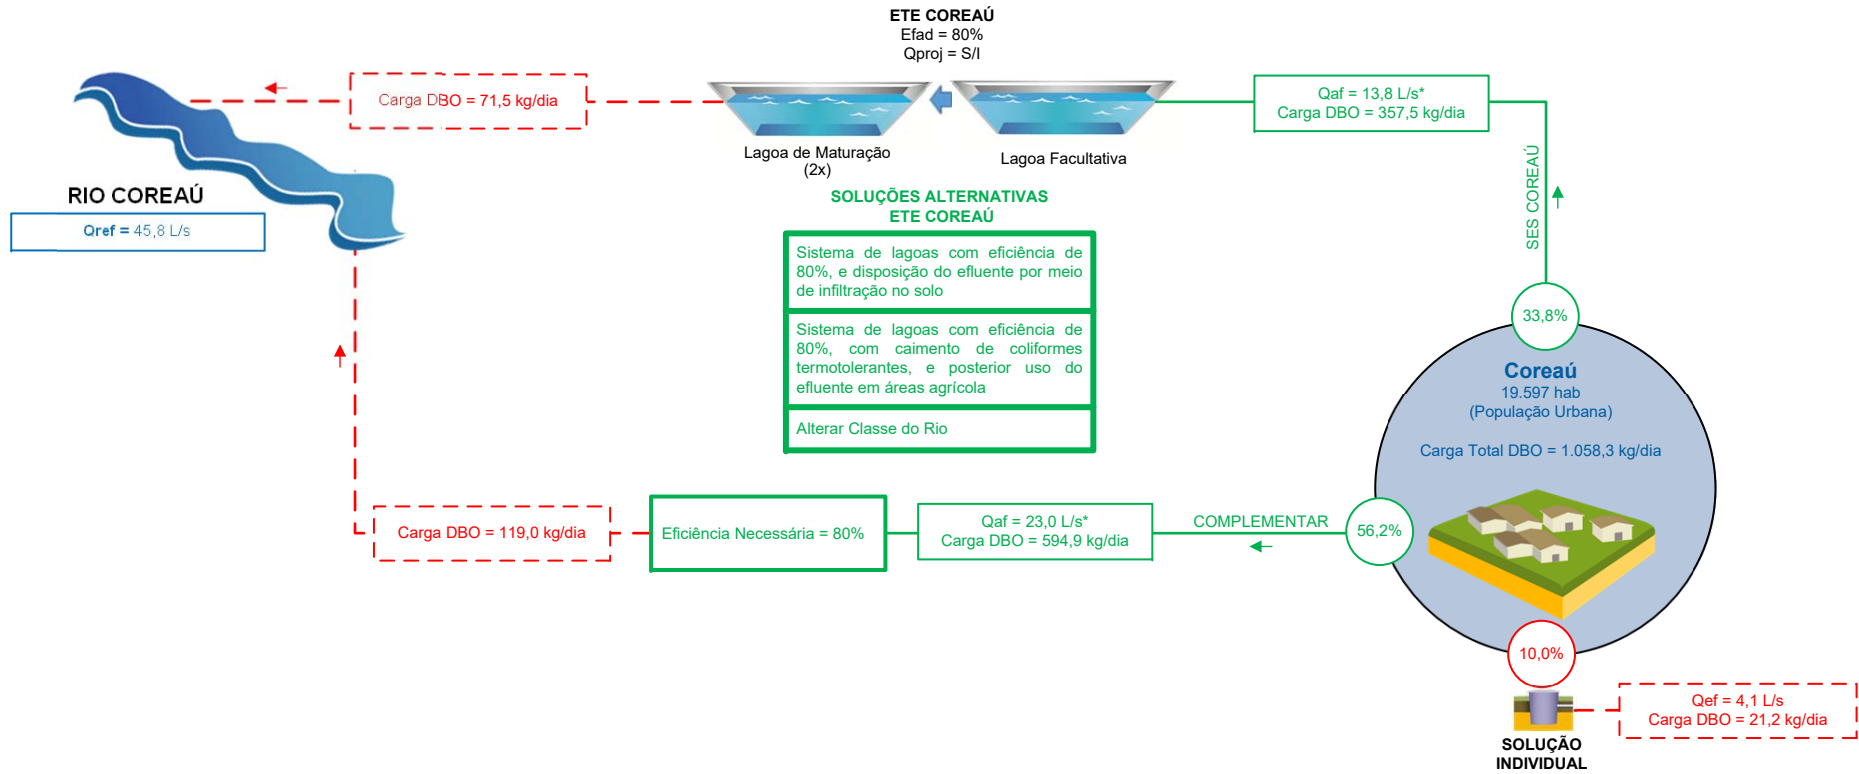 ETE COREAÚ
Efad = 80%
Qproj = S/I
Carga DBO = 71,5 kg/dia
Qaf = 13,8 L/s*
Carga DBO = 357,5 kg/dia
Lagoa de Maturação
(2x)
Lagoa Facultativa
RIO COREAÚ
Qref = 45,8 L/s
SOLUÇÕES ALTERNATIVAS
ETE COREAÚ
Sistema de lagoas com eficiência de
80%, e disposição do efluente por meio
de infiltração no solo
Sistema de lagoas com eficiência de
80%, com caimento de coliformes
termotolerantes, e posterior uso do
efluente em áreas agrícola
Alterar Classe do Rio
SES COREAÚ
33,8%
Coreaú
19.597 hab
(População Urbana)
Carga Total DBO = 1.058,3 kg/dia
Carga DBO = 119,0 kg/dia
Eficiência Necessária = 80%
Qaf = 23,0 L/s*
Carga DBO = 594,9 kg/dia
COMPLEMENTAR
56,2%
10,0%
Qef = 4,1 L/s
Carga DBO = 21,2 kg/dia
SOLUÇÃO
INDIVIDUAL